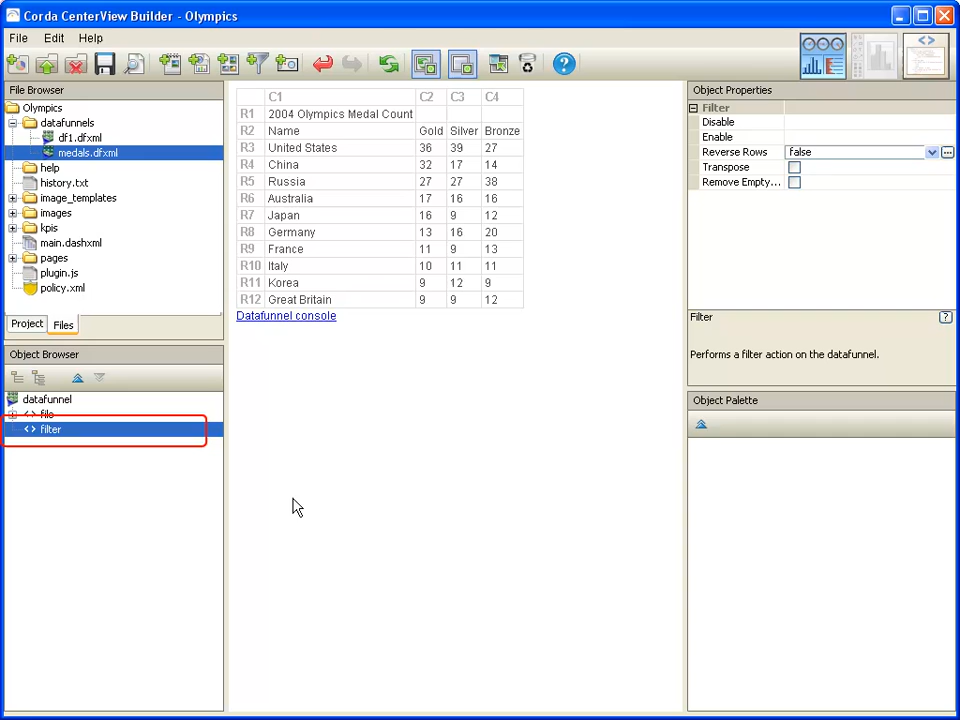 Corda CenterView Builder - Olympics
File Edit Help
File Browser
Olympics
datafunnels
df1.dfxml
medals.dfxml
help
history.txt
image_templates
images
kpis
main.dashxml
pages
plugin.js
policy.xml
Project Files
Object Browser
datafunnel
<> file
<> filter
C1 C2 C3 C4
R1 2004 Olympics Medal Count
R2 Name Gold Silver Bronze
R3 United States 36 39 27
R4 China 32 17 14
R5 Russia 27 27 38
R6 Australia 17 16 16
R7 Japan 16 9 12
R8 Germany 13 16 20
R9 France 11 9 13
R10 Italy 10 11 11
R11 Korea 9 12 9
R12 Great Britain 9 9 12
Datafunnel console
Object Properties
Filter
Disable
Enable
Reverse Rows false
Transpose
Remove Empty...
Filter
Performs a filter action on the datafunnel.
Object Palette